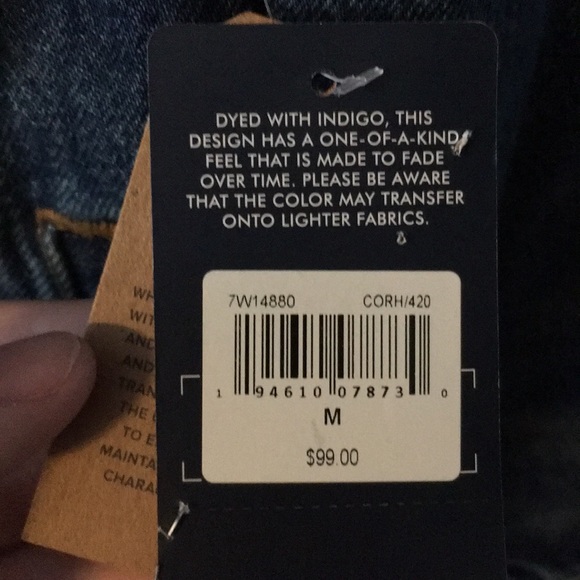 DYED WITH INDIGO, THIS
DESIGN HAS A ONE-OF-A-KIND
FEEL THAT IS MADE TO FADE
OVER TIME. PLEASE BE AWARE
THAT THE COLOR MAY TRANSFER
ONTO LIGHTER FABRICS.
7W14880 CORH/420
1 94610 07873 0
M
$99.00
WIT
AND
AND
TRAN
THE
TO E
MAINTA
CHARA